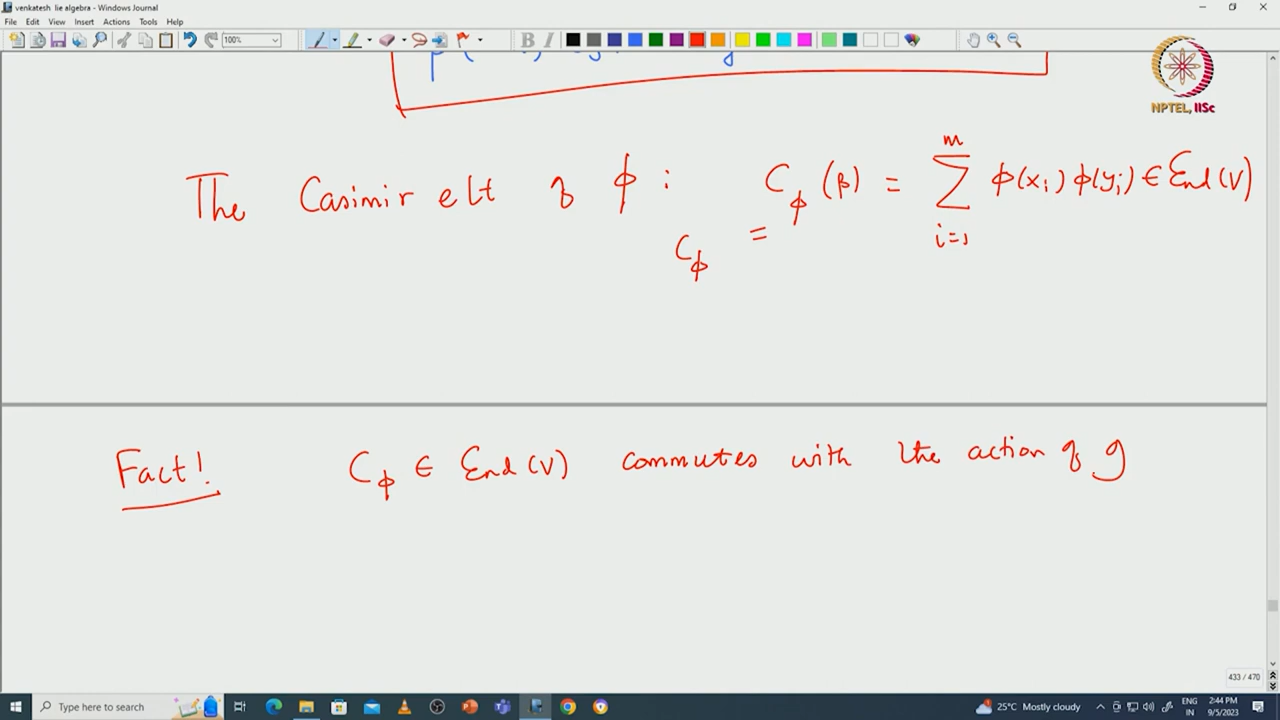 venkatesh lie algebra - Windows Journal
File Edit View Insert Actions Tools Help
100%
B I
NPTEL, IISc
The Casimir elt of ϕ : C_ϕ (β) = \sum_{i=1}^{m} ϕ(x_i) ϕ(y_i) ∈ End(V)
C_ϕ =
Fact! C_ϕ ∈ End(V) commutes with the action of g
433 / 470
Type here to search
25°C Mostly cloudy
ENG
IN
2:44 PM
9/5/2023